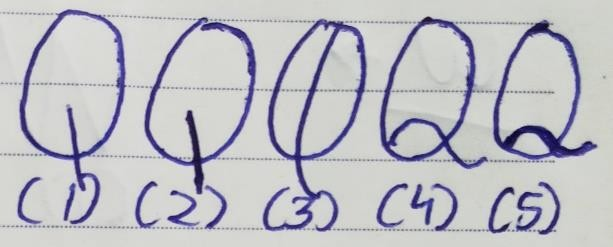 Q Q Q Q Q
(1) (2) (3) (4) (5)